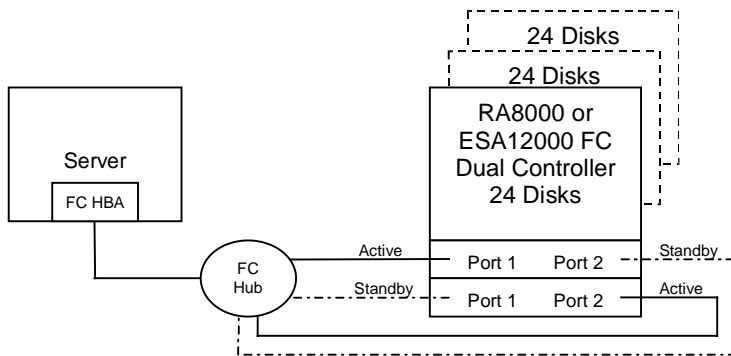 24 Disks
24 Disks
RA8000 or
ESA12000 FC
Dual Controller
24 Disks
Server
FC HBA
FC
Hub
Active
Port 1
Port 2
Standby
Standby
Port 1
Port 2
Active